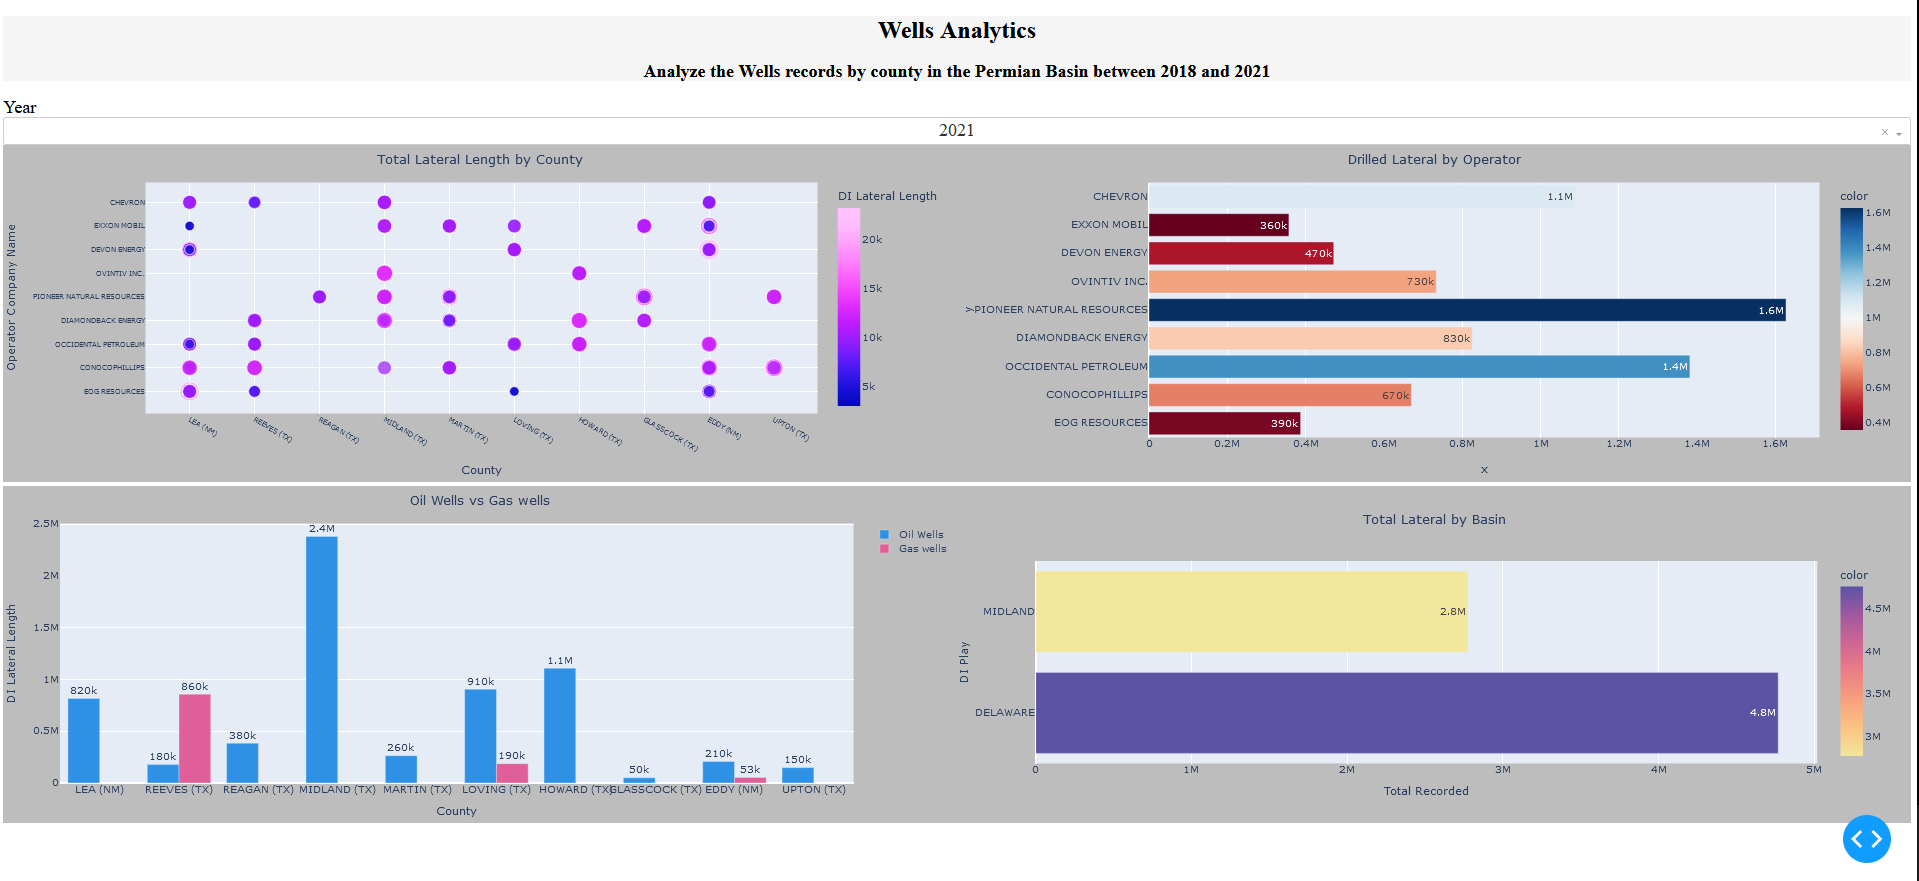 Wells Analytics
Analyze the Wells records by county in the Permian Basin between 2018 and 2021
Year
2021
×
Total Lateral Length by County
Operator Company Name
CHEVRON
EXXON MOBIL
DEVON ENERGY
OVINTIV INC.
PIONEER NATURAL RESOURCES
DIAMONDBACK ENERGY
OCCIDENTAL PETROLEUM
CONOCOPHILLIPS
EOG RESOURCES
LEA (NM)
REEVES (TX)
REAGAN (TX)
MIDLAND (TX)
MARTIN (TX)
LOVING (TX)
HOWARD (TX)
GLASSCOCK (TX)
EDDY (NM)
UPTON (TX)
County
DI Lateral Length
20k
15k
10k
5k
Drilled Lateral by Operator
y
CHEVRON 1.1M
EXXON MOBIL 360k
DEVON ENERGY 470k
OVINTIV INC. 730k
PIONEER NATURAL RESOURCES 1.6M
DIAMONDBACK ENERGY 830k
OCCIDENTAL PETROLEUM 1.4M
CONOCOPHILLIPS 670k
EOG RESOURCES 390k
0 0.2M 0.4M 0.6M 0.8M 1M 1.2M 1.4M 1.6M
x
color
1.6M
1.4M
1.2M
1M
0.8M
0.6M
0.4M
Oil Wells vs Gas wells
DI Lateral Length
2.5M
2M
1.5M
1M
0.5M
0
820k
180k
860k
380k
2.4M
260k
910k
190k
1.1M
50k
210k
53k
150k
LEA (NM) REEVES (TX) REAGAN (TX) MIDLAND (TX) MARTIN (TX) LOVING (TX) HOWARD (TX) GLASSCOCK (TX) EDDY (NM) UPTON (TX)
County
Oil Wells
Gas wells
Total Lateral by Basin
DI Play
MIDLAND 2.8M
DELAWARE 4.8M
0 1M 2M 3M 4M 5M
Total Recorded
color
4.5M
4M
3.5M
3M